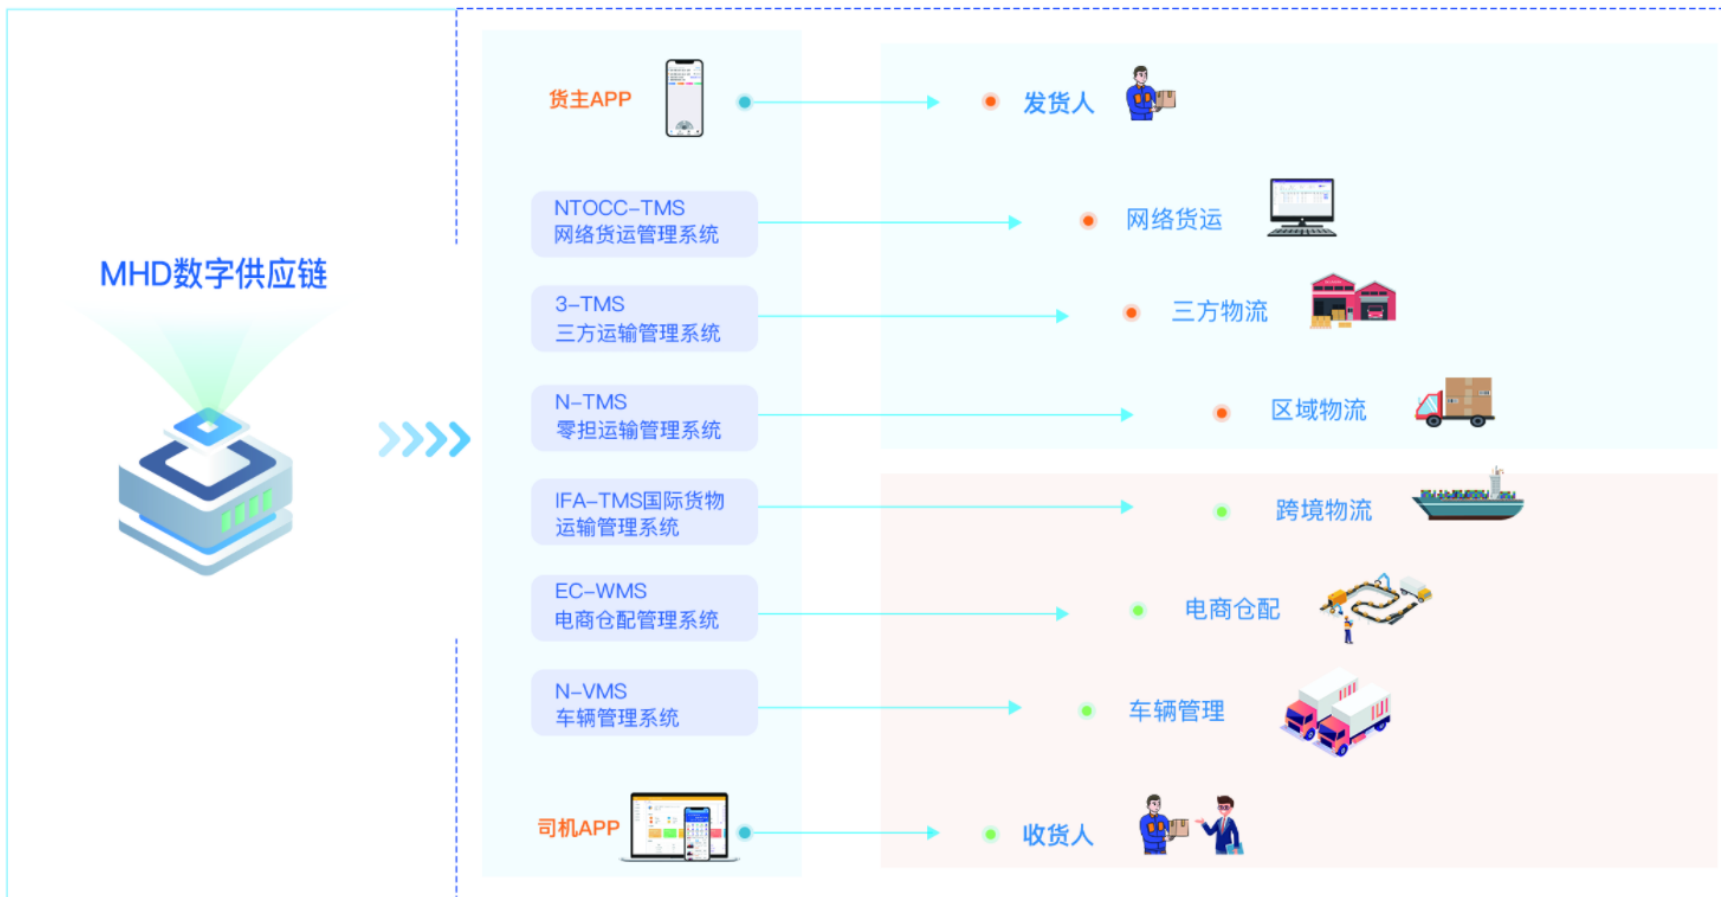 MHD数字供应链
货主APP
发货人
NTOCC-TMS
网络货运管理系统
网络货运
3-TMS
三方运输管理系统
三方物流
N-TMS
零担运输管理系统
区域物流
IFA-TMS国际货物
运输管理系统
跨境物流
EC-WMS
电商仓配管理系统
电商仓配
N-VMS
车辆管理系统
车辆管理
司机APP
收货人